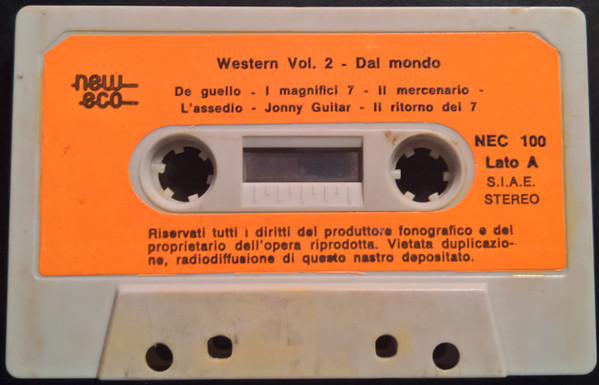 Western Vol. 2 - Dal mondo
new
eco
De guello - I magnifici 7 - Il mercenario -
L'assedio - Jonny Guitar - Il ritorno dei 7
NEC 100
Lato A
S.I.A.E.
STEREO
Riservati tutti i diritti del produttore fonografico e del
proprietario dell'opera riprodotta. Vietata duplicazio-
ne, radiodiffusione di questo nastro depositato.